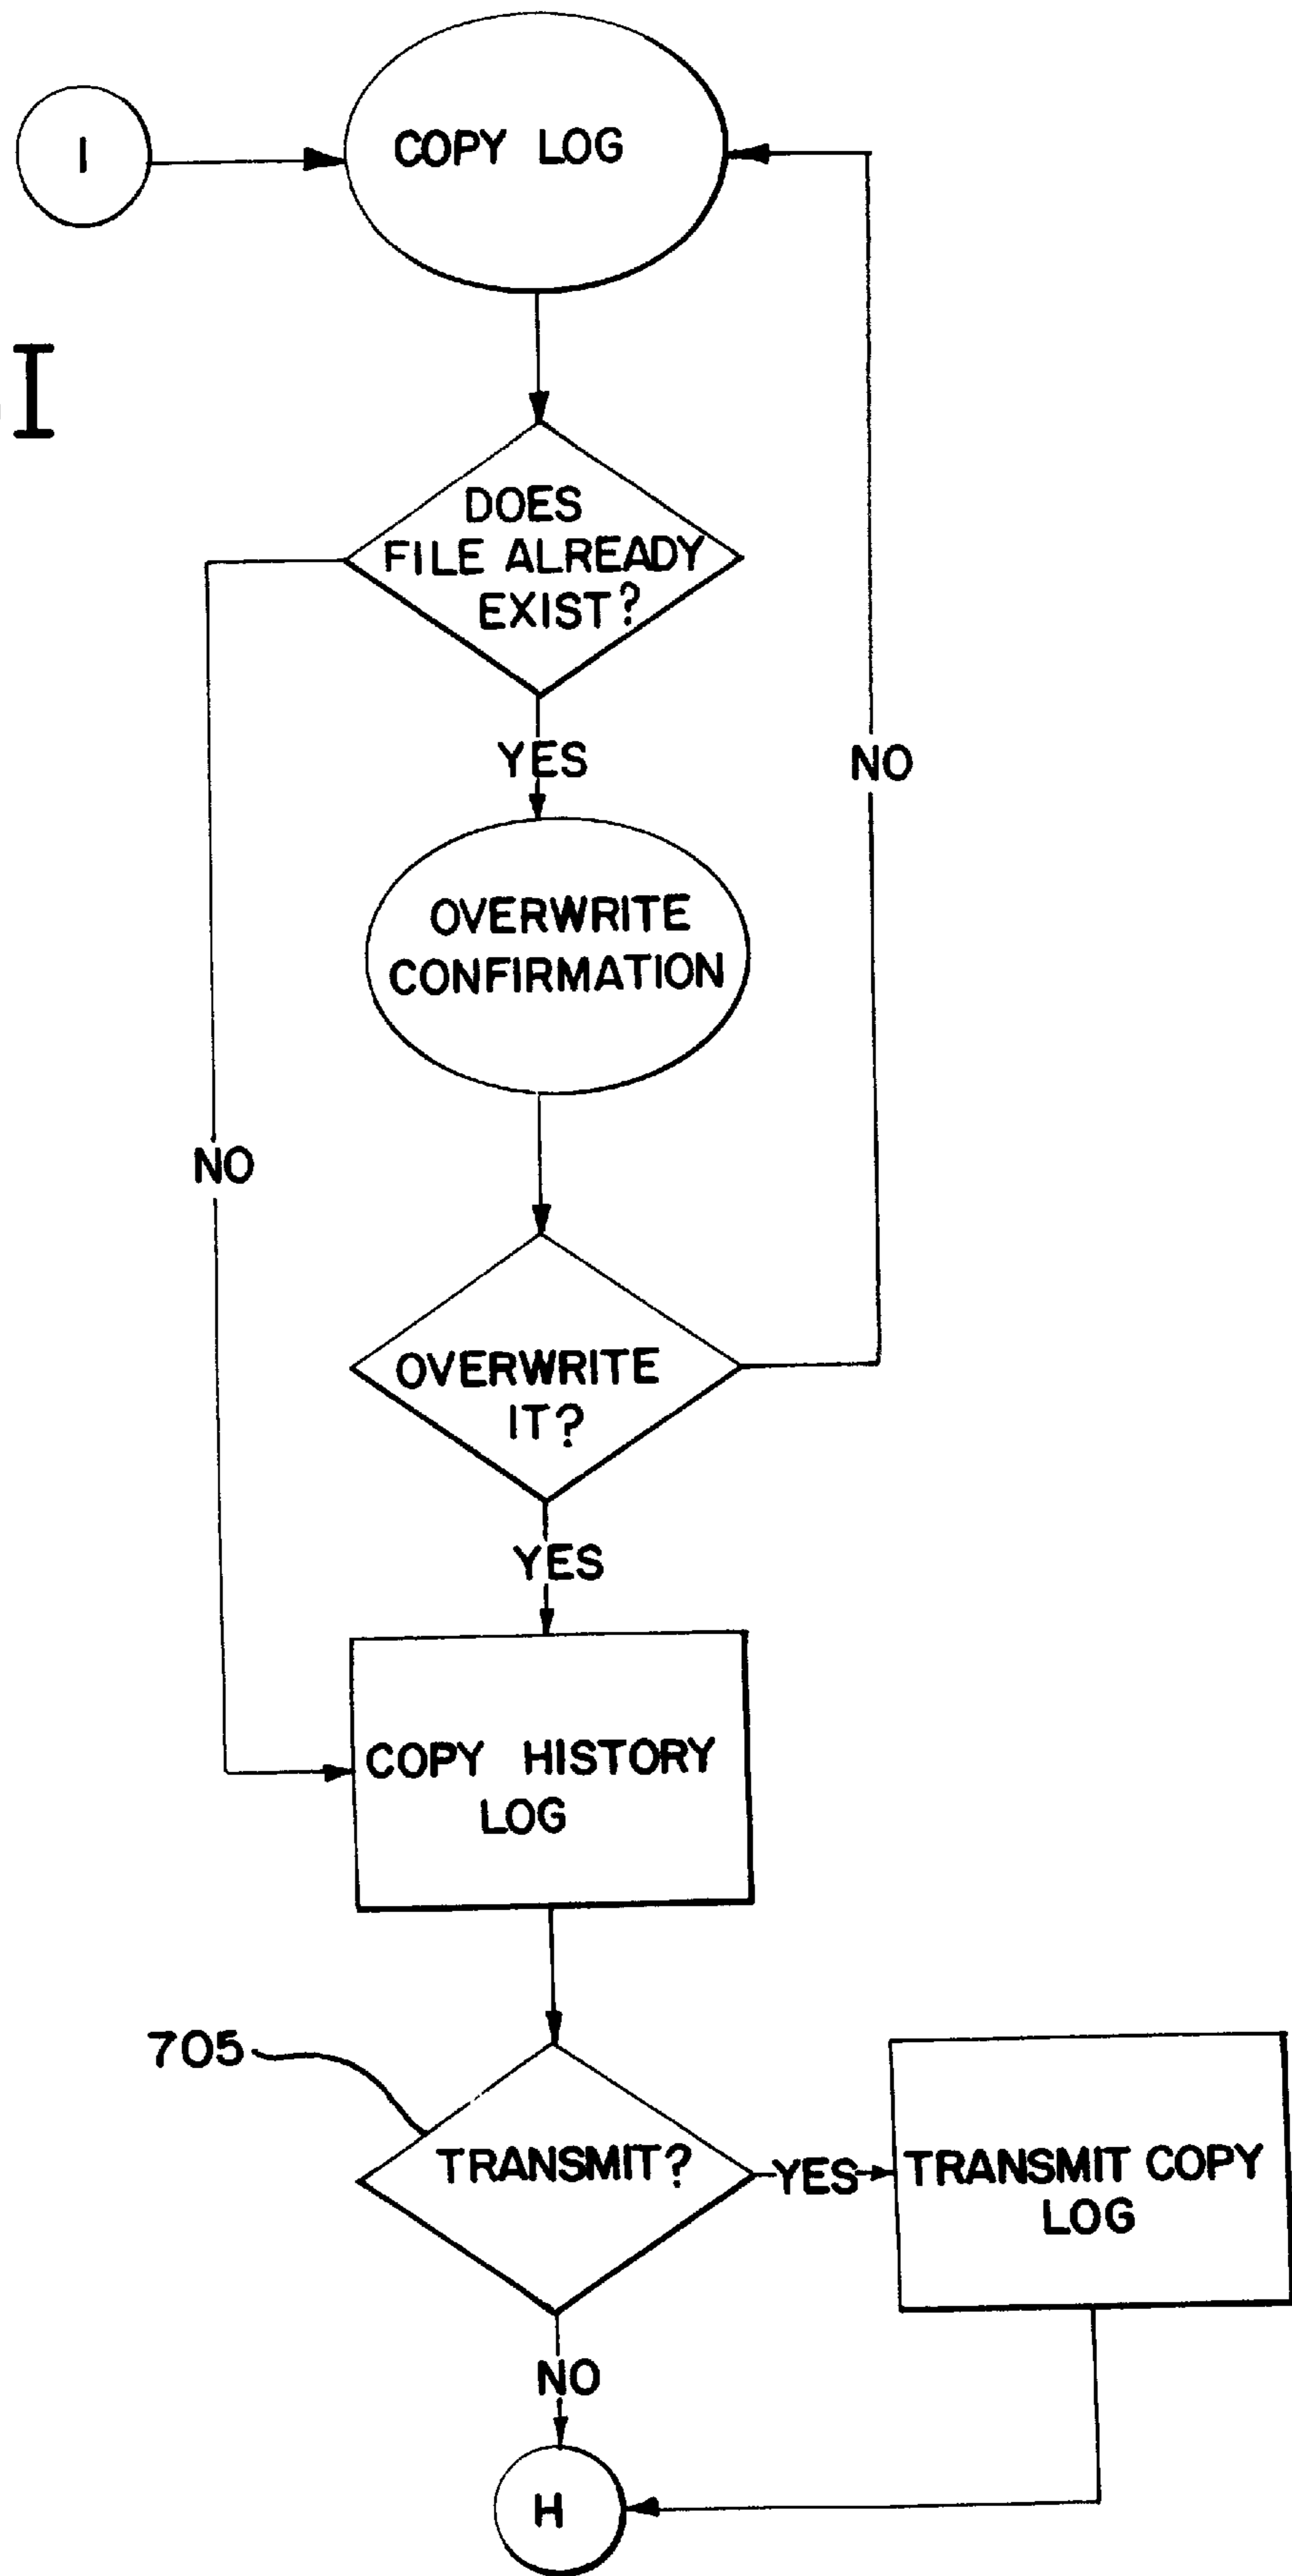 I
COPY LOG
I
DOES
FILE ALREADY
EXIST?
YES
NO
OVERWRITE
CONFIRMATION
NO
OVERWRITE
IT?
YES
COPY HISTORY
LOG
705
TRANSMIT?
YES
TRANSMIT COPY
LOG
NO
H